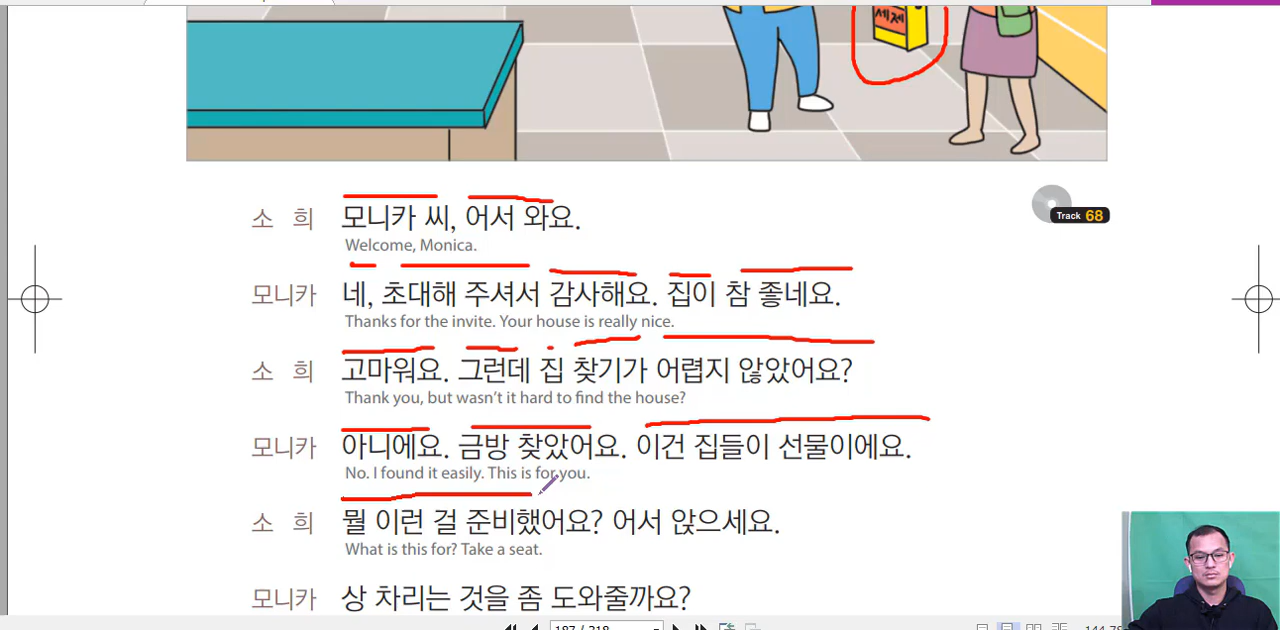 세제
소 희 모니카 씨, 어서 와요.
Welcome, Monica.
Track 68
모니카 네, 초대해 주셔서 감사해요. 집이 참 좋네요.
Thanks for the invite. Your house is really nice.
소 희 고마워요. 그런데 집 찾기가 어렵지 않았어요?
Thank you, but wasn't it hard to find the house?
모니카 아니에요. 금방 찾았어요. 이건 집들이 선물이에요.
No. I found it easily. This is for you.
소 희 뭘 이런 걸 준비했어요? 어서 앉으세요.
What is this for? Take a seat.
모니카 상 차리는 것을 좀 도와줄까요?
187 / 218